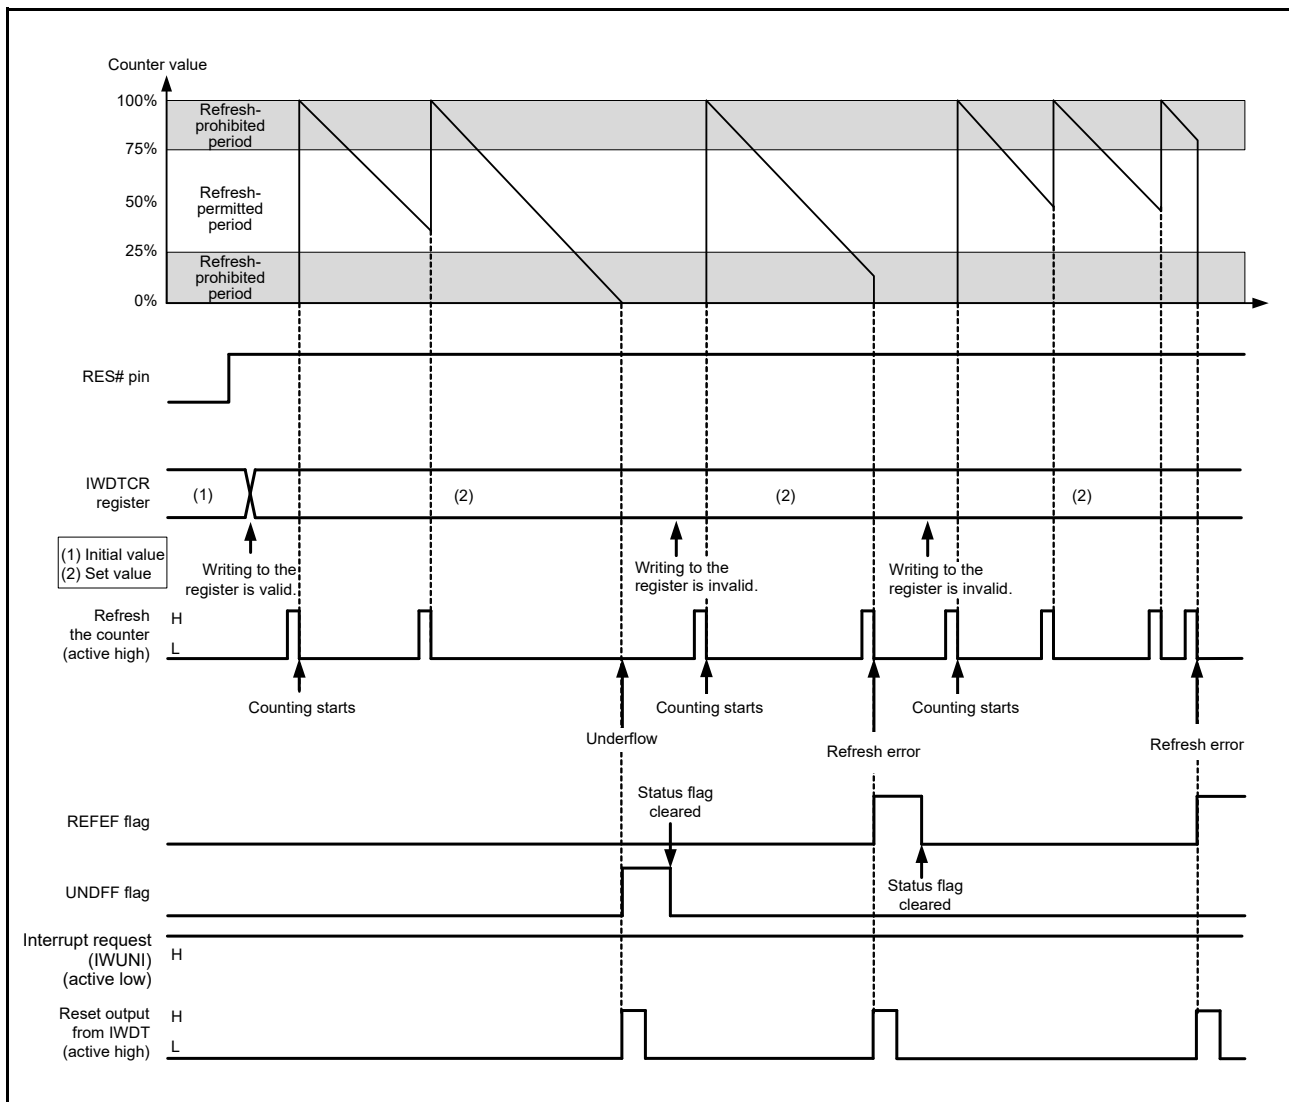 Counter value
100%
Refresh-
prohibited
period
75%
Refresh-
permitted
period
50%
25%
Refresh-
prohibited
period
0%
RES# pin
IWDTCR
register
(1)
(2)
(2)
(2)
(1) Initial value
(2) Set value
Writing to the
register is valid.
Writing to the
register is invalid.
Writing to the
register is invalid.
Refresh
the counter
(active high)
H
L
Counting starts
Counting starts
Counting starts
Underflow
Refresh error
Refresh error
Status flag
cleared
REFEF flag
Status flag
cleared
UNDFF flag
Interrupt request
(IWUNI)
(active low)
H
Reset output
from IWDT
(active high)
H
L